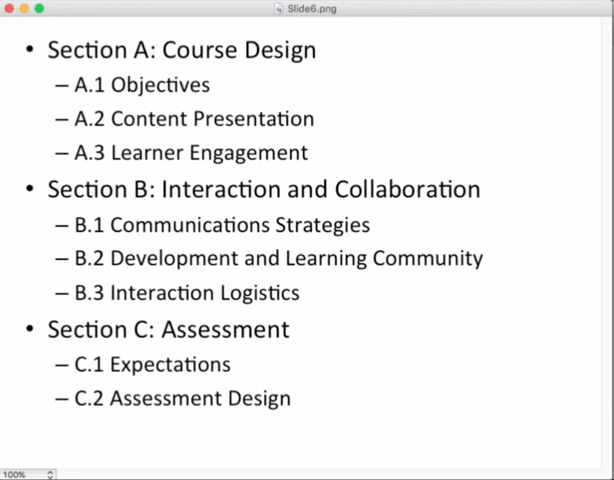 Slide6.png
• Section A: Course Design
– A.1 Objectives
– A.2 Content Presentation
– A.3 Learner Engagement
• Section B: Interaction and Collaboration
– B.1 Communications Strategies
– B.2 Development and Learning Community
– B.3 Interaction Logistics
• Section C: Assessment
– C.1 Expectations
– C.2 Assessment Design
100%